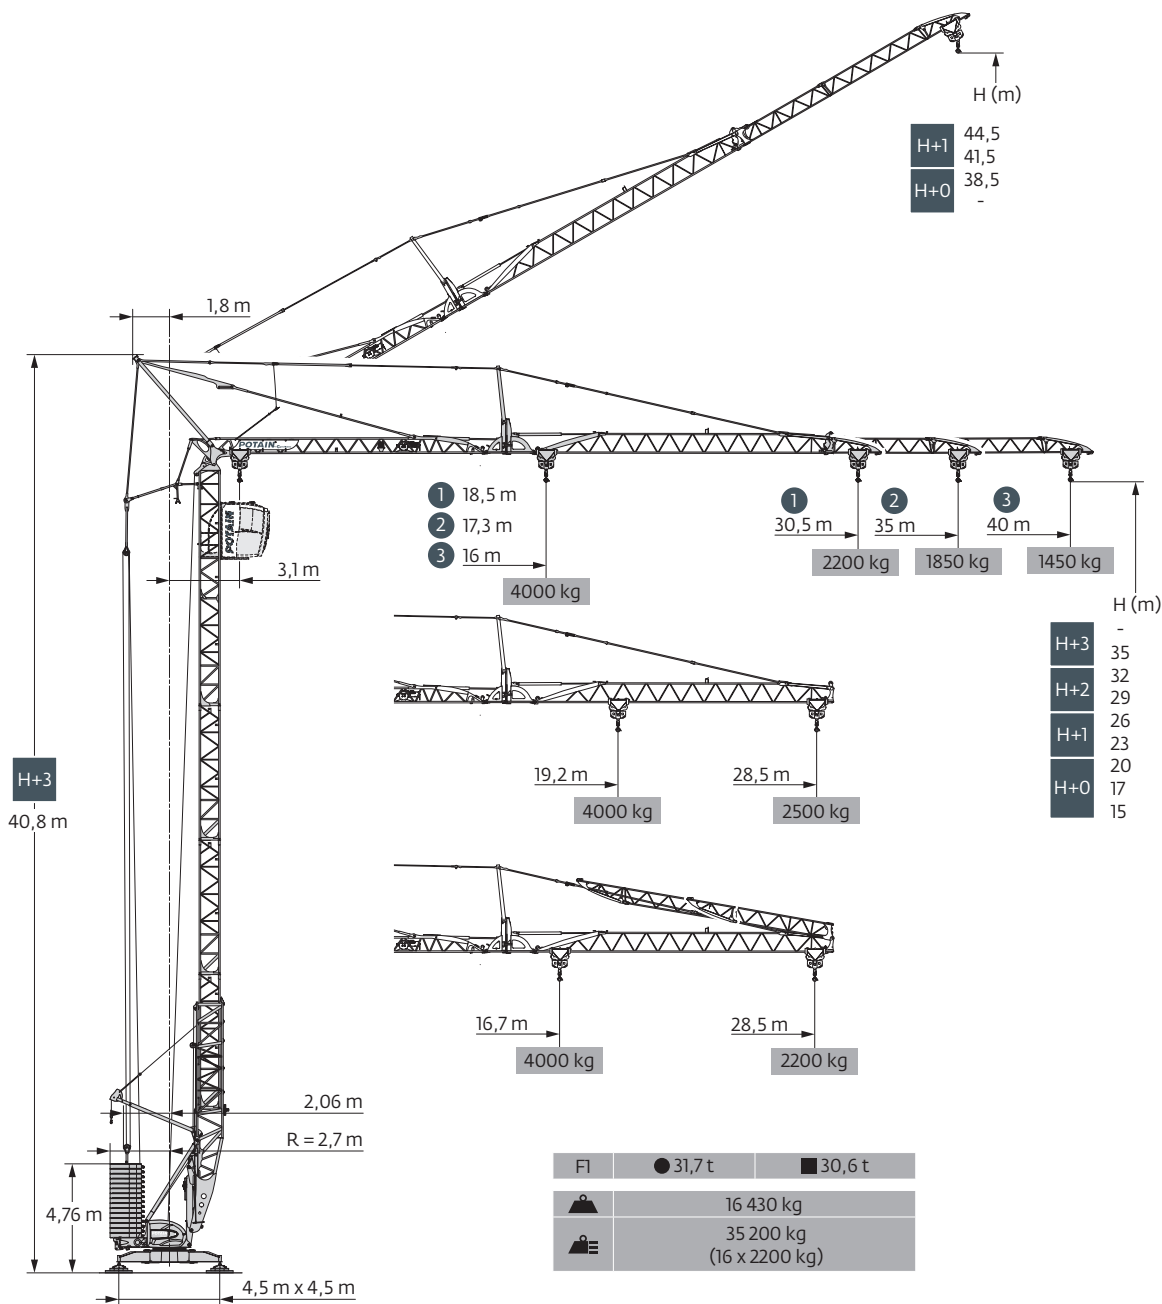 H (m)
H+1 44,5
41,5
H+0 38,5
-
1,8 m
POTAIN
POTAIN
1 18,5 m
2 17,3 m
3 16 m
4000 kg
3,1 m
1 2 3
30,5 m 35 m 40 m
2200 kg 1850 kg 1450 kg
H (m)
-
H+3 35
32
H+2 29
26
H+1 23
20
H+0 17
15
19,2 m 28,5 m
4000 kg 2500 kg
H+3
40,8 m
16,7 m 28,5 m
4000 kg 2200 kg
2,06 m
R = 2,7 m
4,76 m
4,5 m x 4,5 m
F1 ● 31,7 t ■ 30,6 t
16 430 kg
35 200 kg
(16 x 2200 kg)